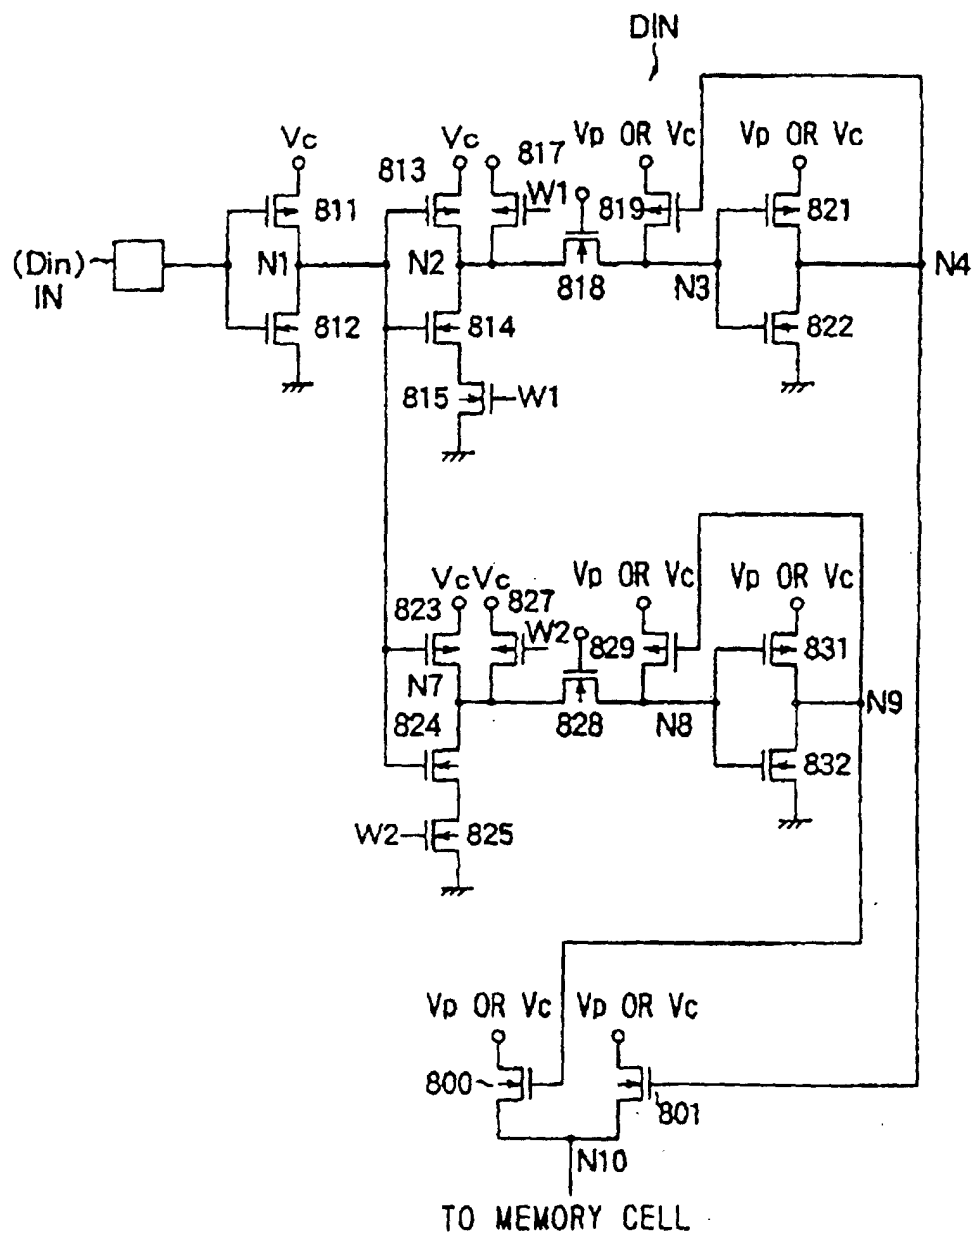 DIN
Vc
Vc
817
Vp OR Vc
Vp OR Vc
813
W1
811
819
821
(Din)
IN
N1
N2
818
N3
N4
812
814
822
815
W1
Vc
Vc
827
Vp OR Vc
Vp OR Vc
823
W2
829
831
N7
824
828
N8
N9
832
W2
825
Vp OR Vc
Vp OR Vc
800
801
N10
TO MEMORY CELL